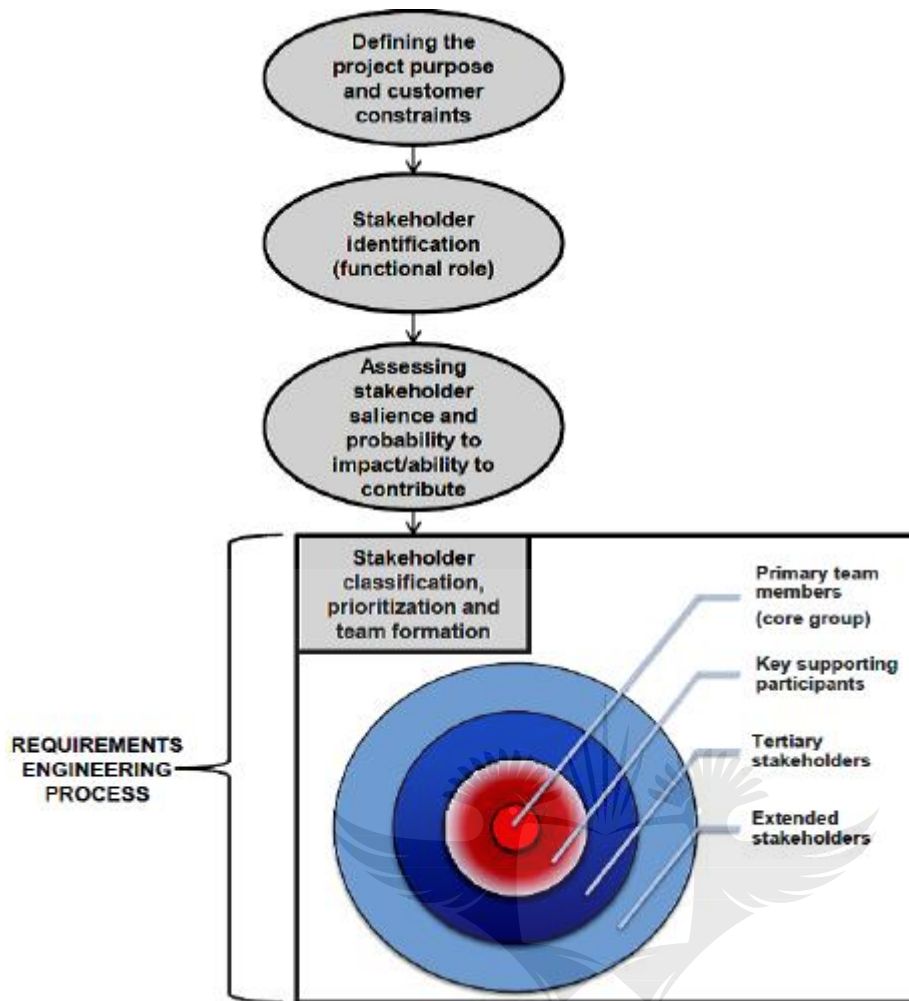 Defining the
project purpose
and customer
constraints
Stakeholder
identification
(functional role)
Assessing
stakeholder
salience and
probability to
impact/ability to
contribute
Stakeholder
classification,
prioritization and
team formation
Primary team
members
(core group)
Key supporting
participants
Tertiary
stakeholders
Extended
stakeholders
REQUIREMENTS
ENGINEERING
PROCESS